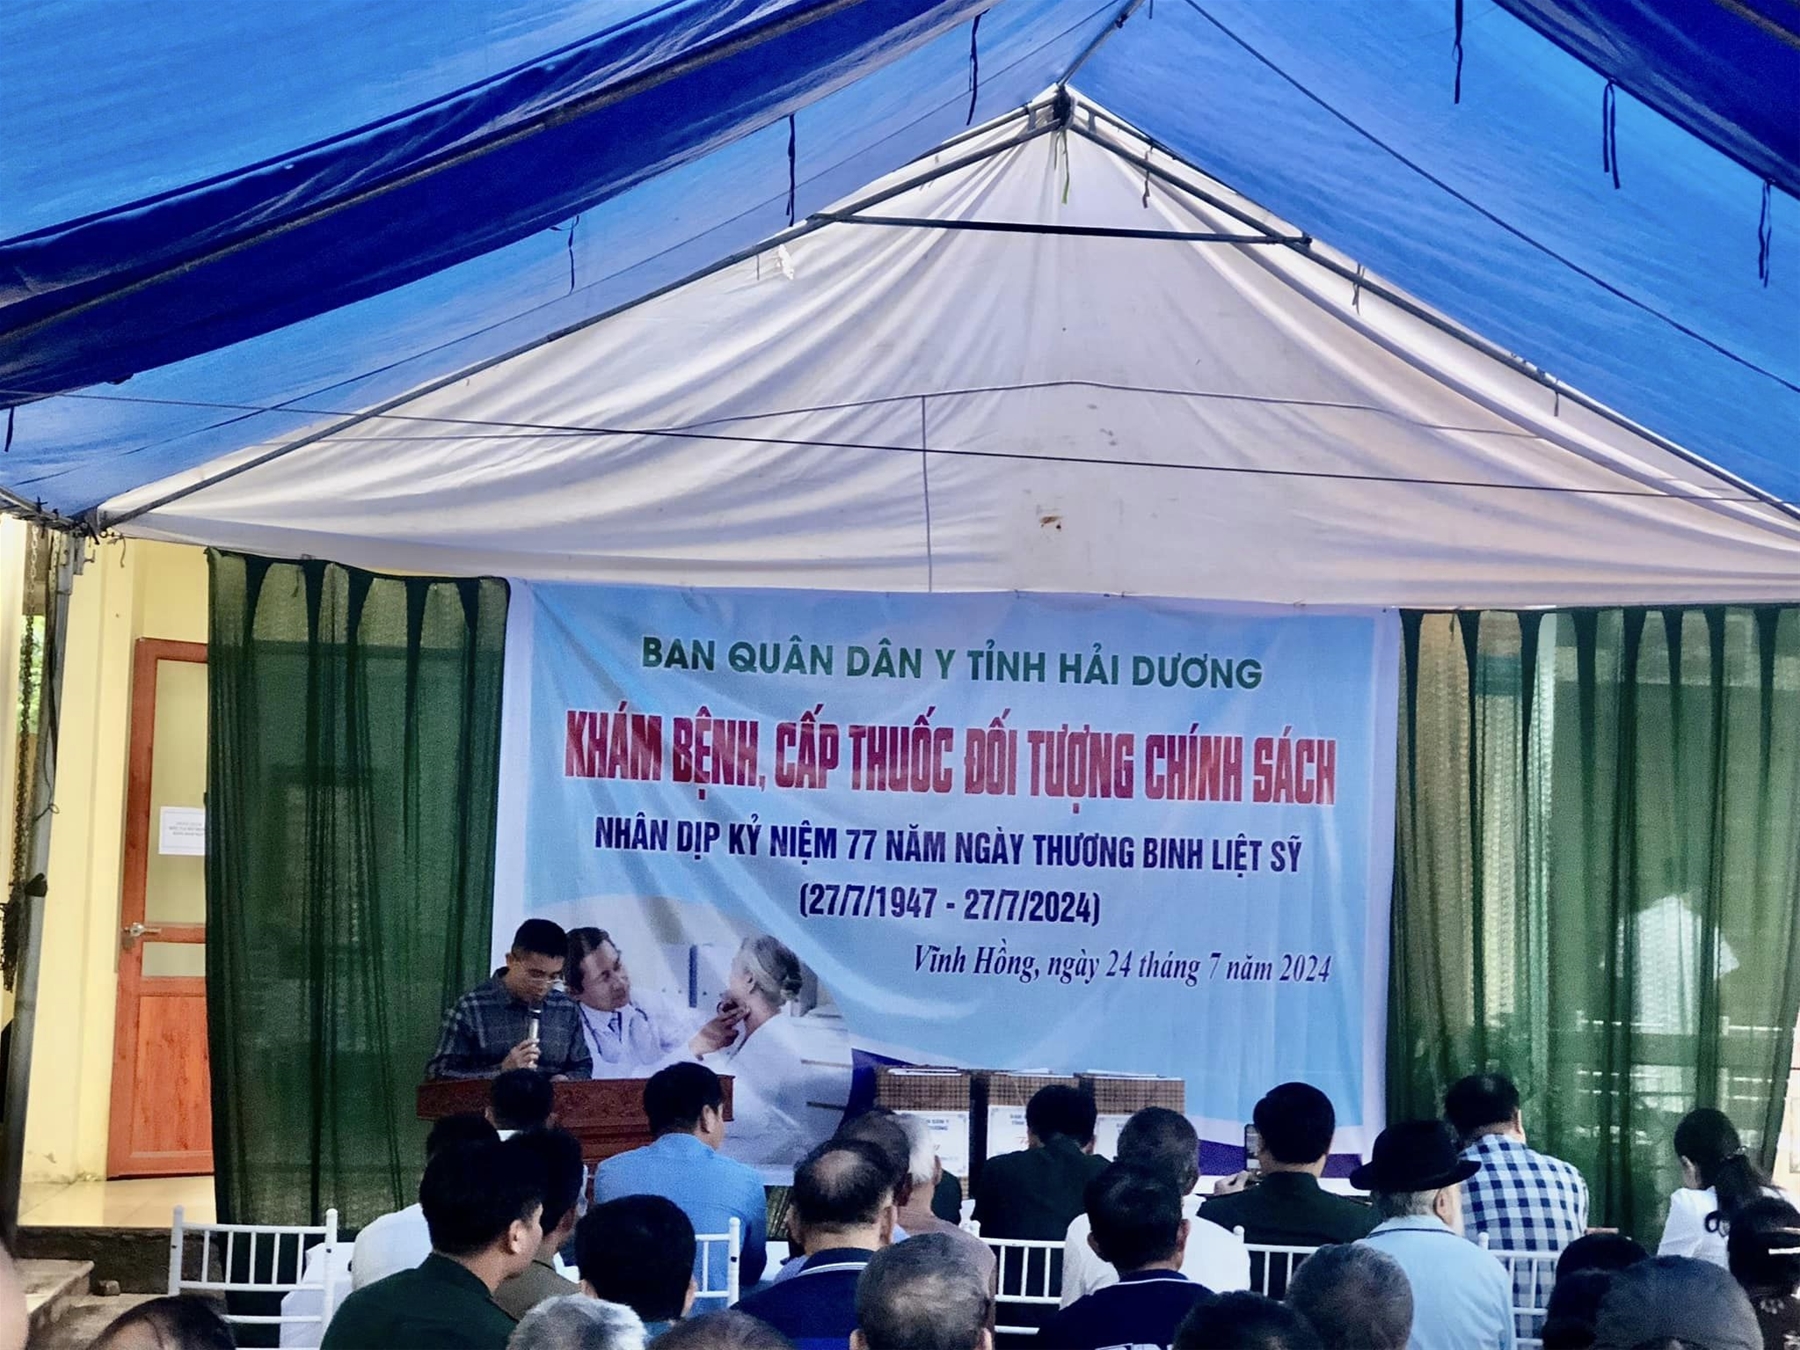 BAN QUÂN DÂN Y TỈNH HẢI DƯƠNG
KHÁM BỆNH, CẤP THUỐC ĐỐI TƯỢNG CHÍNH SÁCH
NHÂN DỊP KỶ NIỆM 77 NĂM NGÀY THƯƠNG BINH LIỆT SỸ
(27/7/1947 - 27/7/2024)
Vĩnh Hồng, ngày 24 tháng 7 năm 2024